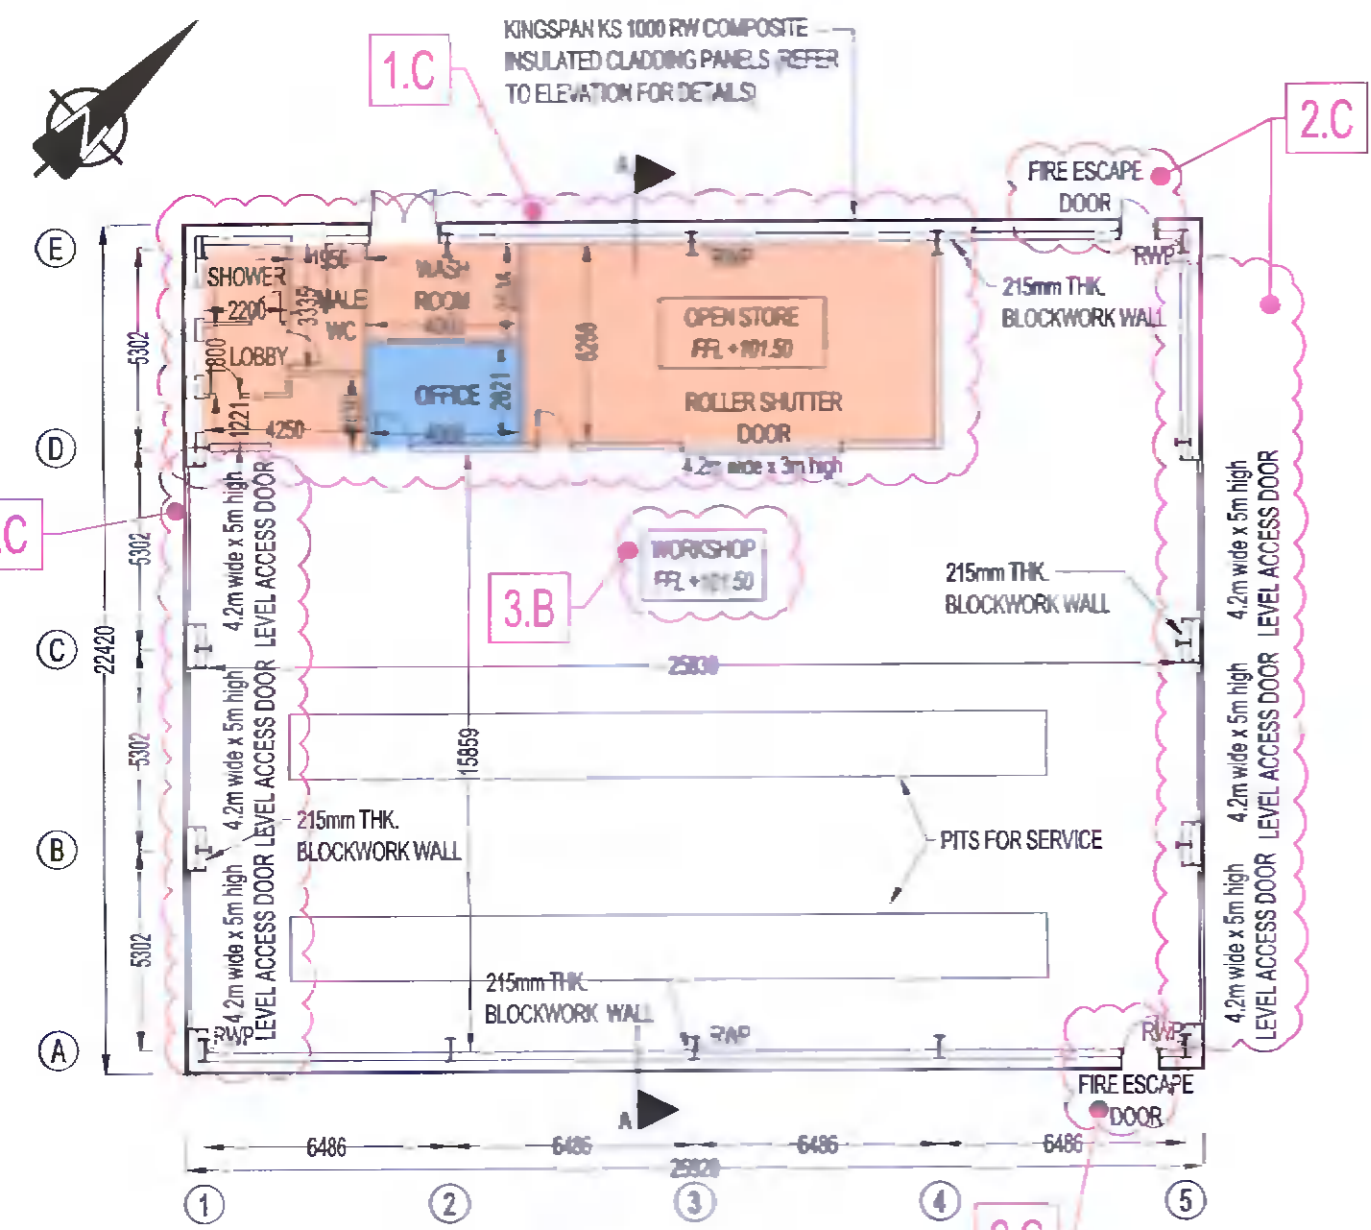 KINGSPAN KS 1000 RW COMPOSITE
INSULATED CLADDING PANELS (REFER
TO ELEVATION FOR DETAILS)
1.C
2.C
FIRE ESCAPE
DOOR
A
E
RWP
RWP
215mm THK.
BLOCKWORK WALL
SHOWER
1950
WASH
ROOM
MALE
WC
2200
3335
4000
LOBBY
1800
1221
4250
OFFICE
2621
4000
6266
OPEN STORE
FFL +101.50
ROLLER SHUTTER
DOOR
4.2m wide x 3m high
D
5302
5302
5302
5302
22420
.C
WORKSHOP
FFL +101.50
3.B
215mm THK.
BLOCKWORK WALL
4.2m wide x 5m high
LEVEL ACCESS DOOR
4.2m wide x 5m high
LEVEL ACCESS DOOR
4.2m wide x 5m high
LEVEL ACCESS DOOR
4.2m wide x 5m high
LEVEL ACCESS DOOR
4.2m wide x 5m high
LEVEL ACCESS DOOR
4.2m wide x 5m high
LEVEL ACCESS DOOR
C
25830
15859
215mm THK.
BLOCKWORK WALL
PITS FOR SERVICE
B
215mm THK.
BLOCKWORK WALL
RWP
RWP
RWP
A
FIRE ESCAPE
DOOR
A
6486
6486
6486
6486
25920
1
2
3
4
5